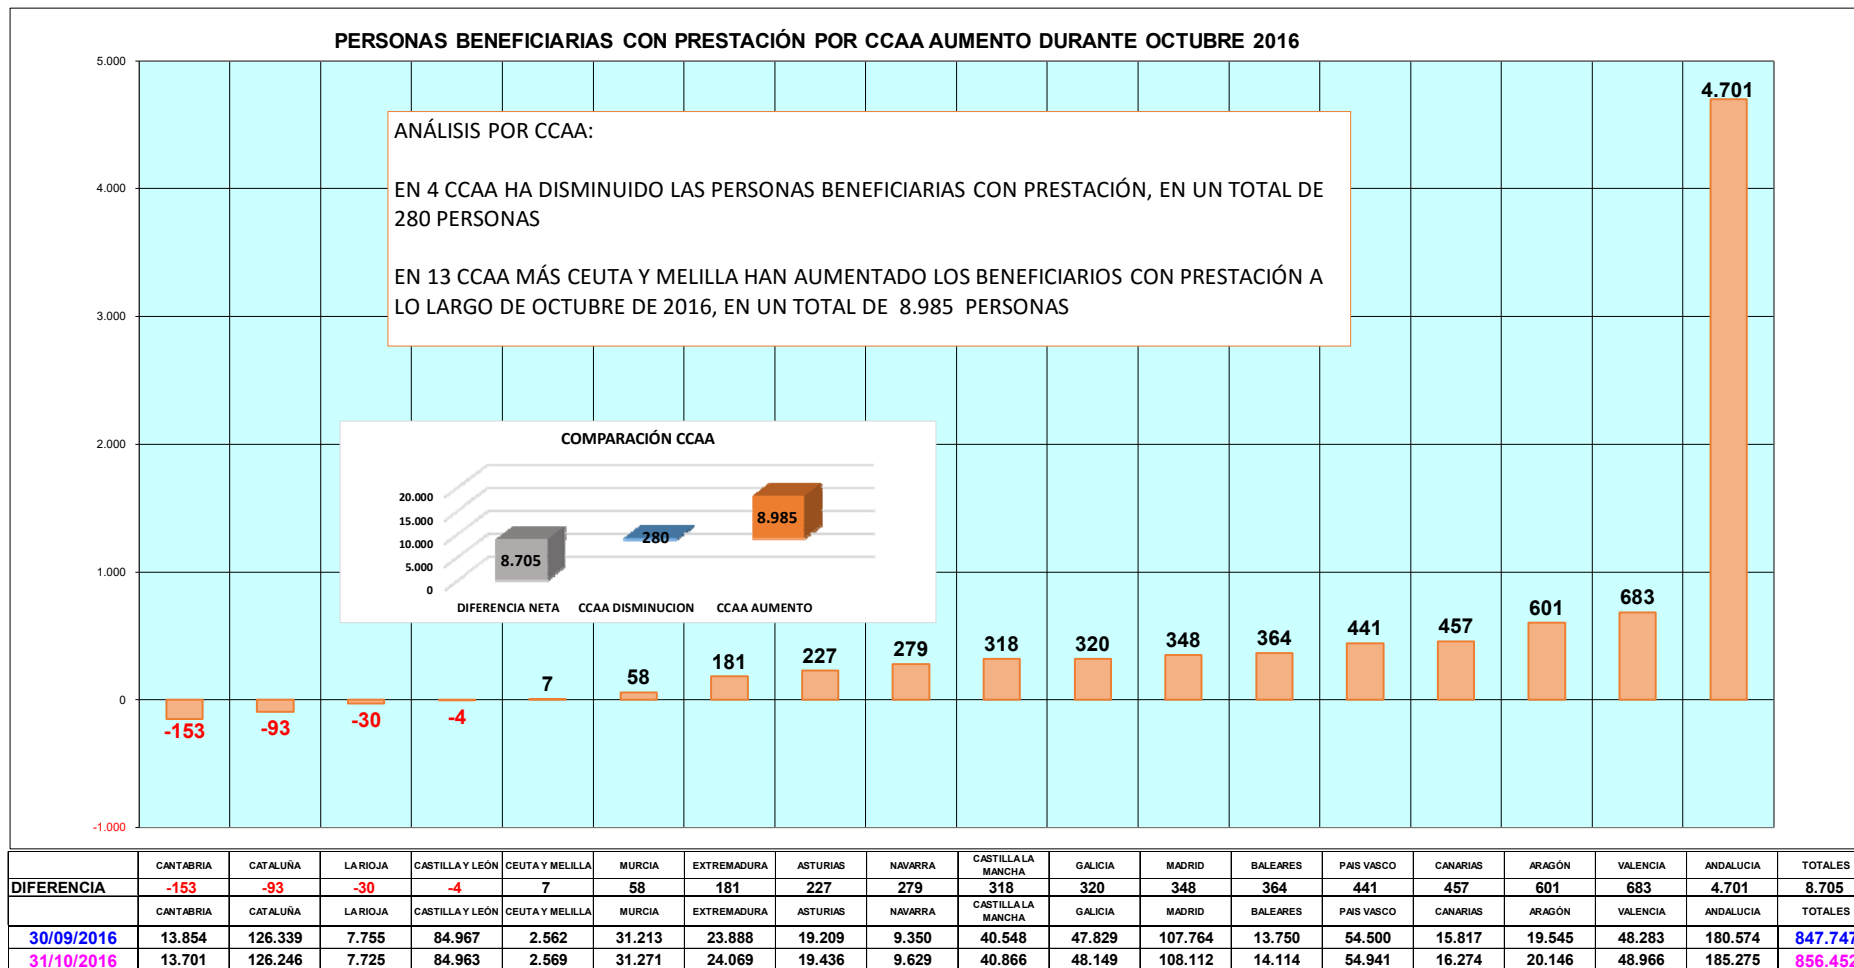 PERSONAS BENEFICIARIAS CON PRESTACIÓN POR CCAA AUMENTO DURANTE OCTUBRE 2016
5.000
4.000
3.000
2.000
1.000
0
-1.000
ANÁLISIS POR CCAA:
EN 4 CCAA HA DISMINUIDO LAS PERSONAS BENEFICIARIAS CON PRESTACIÓN, EN UN TOTAL DE
280 PERSONAS
EN 13 CCAA MÁS CEUTA Y MELILLA HAN AUMENTADO LOS BENEFICIARIOS CON PRESTACIÓN A
LO LARGO DE OCTUBRE DE 2016, EN UN TOTAL DE 8.985 PERSONAS
COMPARACIÓN CCAA
20.000
15.000
10.000
5.000
0
8.705 280 8.985
DIFERENCIA NETA CCAA DISMINUCION CCAA AUMENTO
-153 -93 -30 -4 7 58 181 227 279 318 320 348 364 441 457 601 683 4.701
CANTABRIA CATALUÑA LA RIOJA CASTILLA Y LEÓN CEUTA Y MELILLA MURCIA EXTREMADURA ASTURIAS NAVARRA CASTILLA LA MANCHA GALICIA MADRID BALEARES PAIS VASCO CANARIAS ARAGÓN VALENCIA ANDALUCIA TOTALES
DIFERENCIA -153 -93 -30 -4 7 58 181 227 279 318 320 348 364 441 457 601 683 4.701 8.705
CANTABRIA CATALUÑA LA RIOJA CASTILLA Y LEÓN CEUTA Y MELILLA MURCIA EXTREMADURA ASTURIAS NAVARRA CASTILLA LA MANCHA GALICIA MADRID BALEARES PAIS VASCO CANARIAS ARAGÓN VALENCIA ANDALUCIA TOTALES
30/09/2016 13.854 126.339 7.755 84.967 2.562 31.213 23.888 19.209 9.350 40.548 47.829 107.764 13.750 54.500 15.817 19.545 48.283 180.574 847.747
31/10/2016 13.701 126.246 7.725 84.963 2.569 31.271 24.069 19.436 9.629 40.866 48.149 108.112 14.114 54.941 16.274 20.146 48.966 185.275 856.452